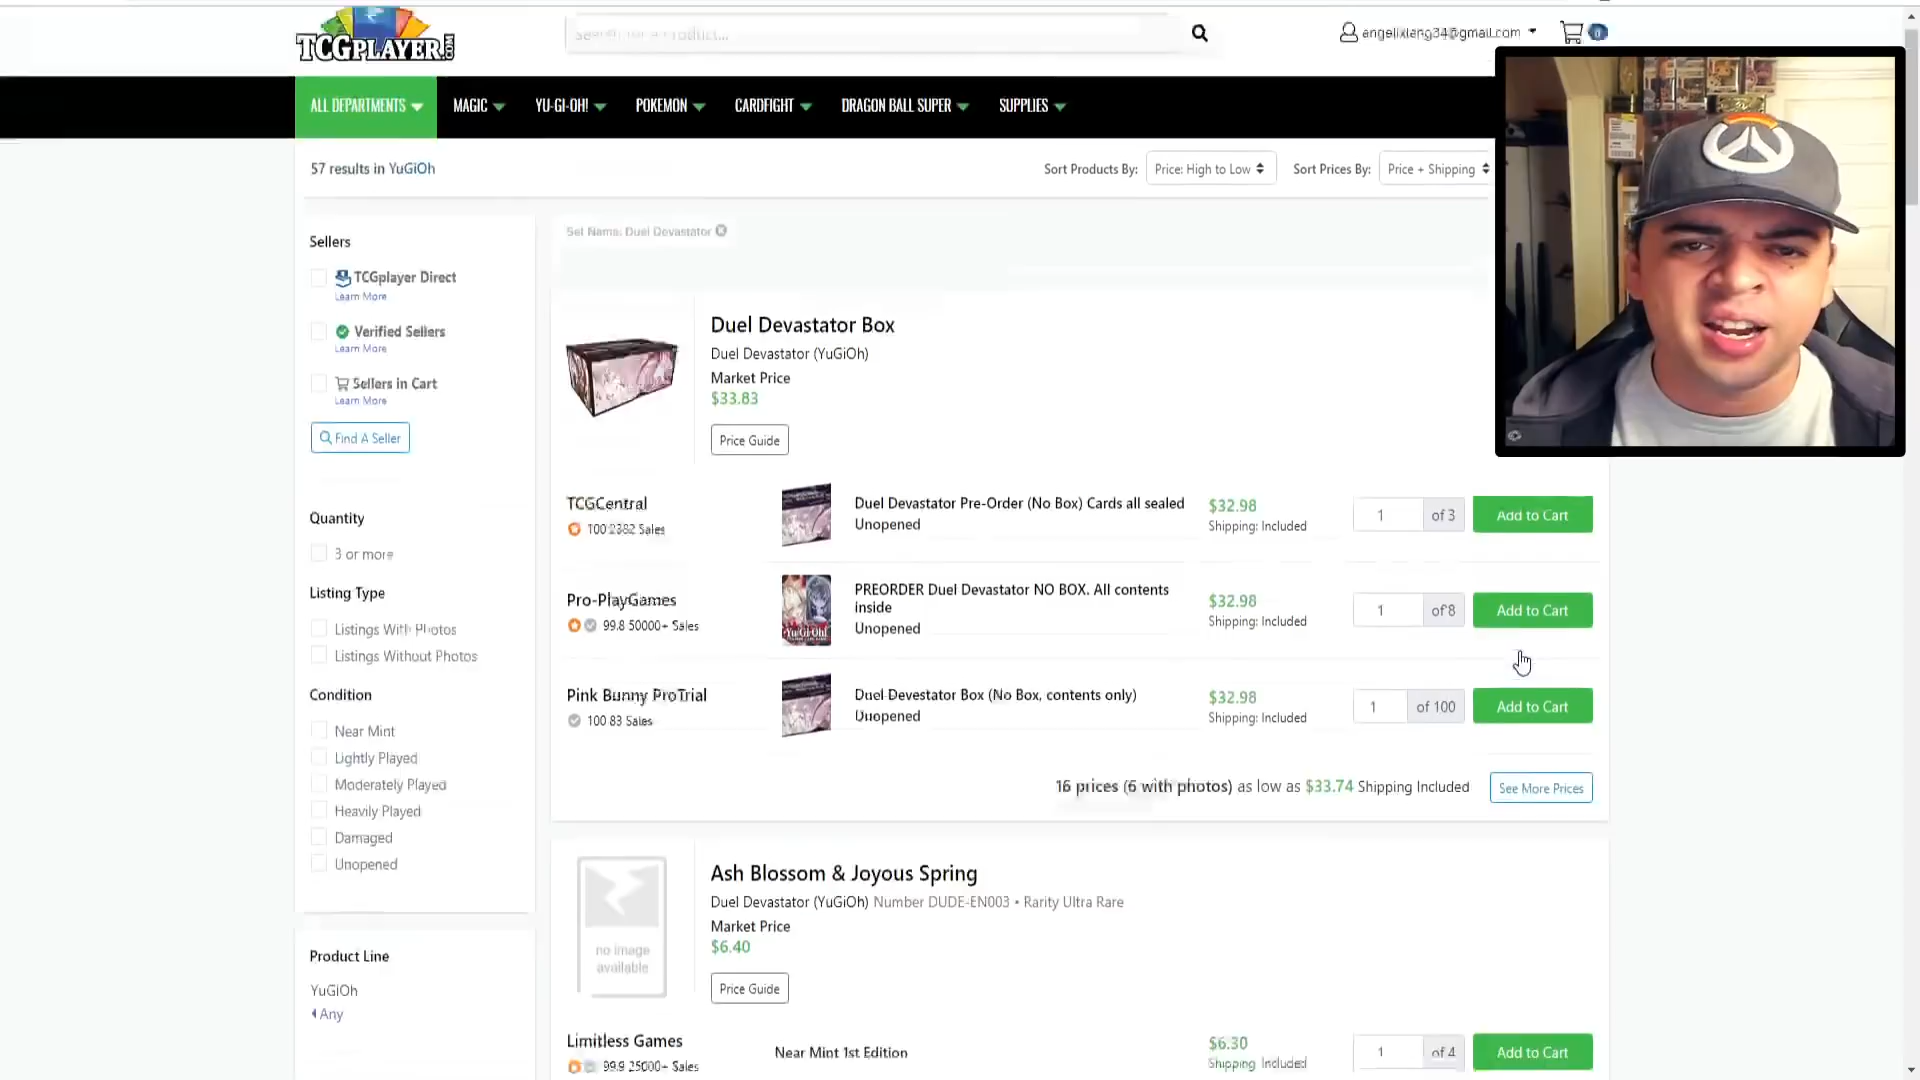 TCGPLAYER.COM
Search for a Product...
angelixlang34@gmail.com
0
ALL DEPARTMENTS
MAGIC
YU-GI-OH!
POKEMON
CARDFIGHT
DRAGON BALL SUPER
SUPPLIES
57 results in YuGiOh
Sort Products By: Price: High to Low
Sort Prices By: Price + Shipping
Sellers
TCGplayer Direct
Learn More
Verified Sellers
Learn More
Sellers in Cart
Learn More
Find A Seller
Quantity
3 or more
Listing Type
Listings With Photos
Listings Without Photos
Condition
Near Mint
Lightly Played
Moderately Played
Heavily Played
Damaged
Unopened
Product Line
YuGiOh
Any
Set Name: Duel Devastator
Duel Devastator Box
Duel Devastator (YuGiOh)
Market Price
$33.83
Price Guide
TCGCentral
100 2382 Sales
Duel Devastator Pre-Order (No Box) Cards all sealed
Unopened
$32.98
Shipping: Included
1 of 3
Add to Cart
Pro-PlayGames
99.8 50000+ Sales
PREORDER Duel Devastator NO BOX. All contents
inside
Unopened
$32.98
Shipping: Included
1 of 8
Add to Cart
Pink Bunny ProTrial
100 83 Sales
Duel Devestator Box (No Box, contents only)
Unopened
$32.98
Shipping: Included
1 of 100
Add to Cart
16 prices (6 with photos) as low as $33.74 Shipping Included
See More Prices
no image
available
Ash Blossom & Joyous Spring
Duel Devastator (YuGiOh) Number DUDE-EN003 • Rarity Ultra Rare
Market Price
$6.40
Price Guide
Limitless Games
99.9 25000+ Sales
Near Mint 1st Edition
$6.30
Shipping: Included
1 of 4
Add to Cart